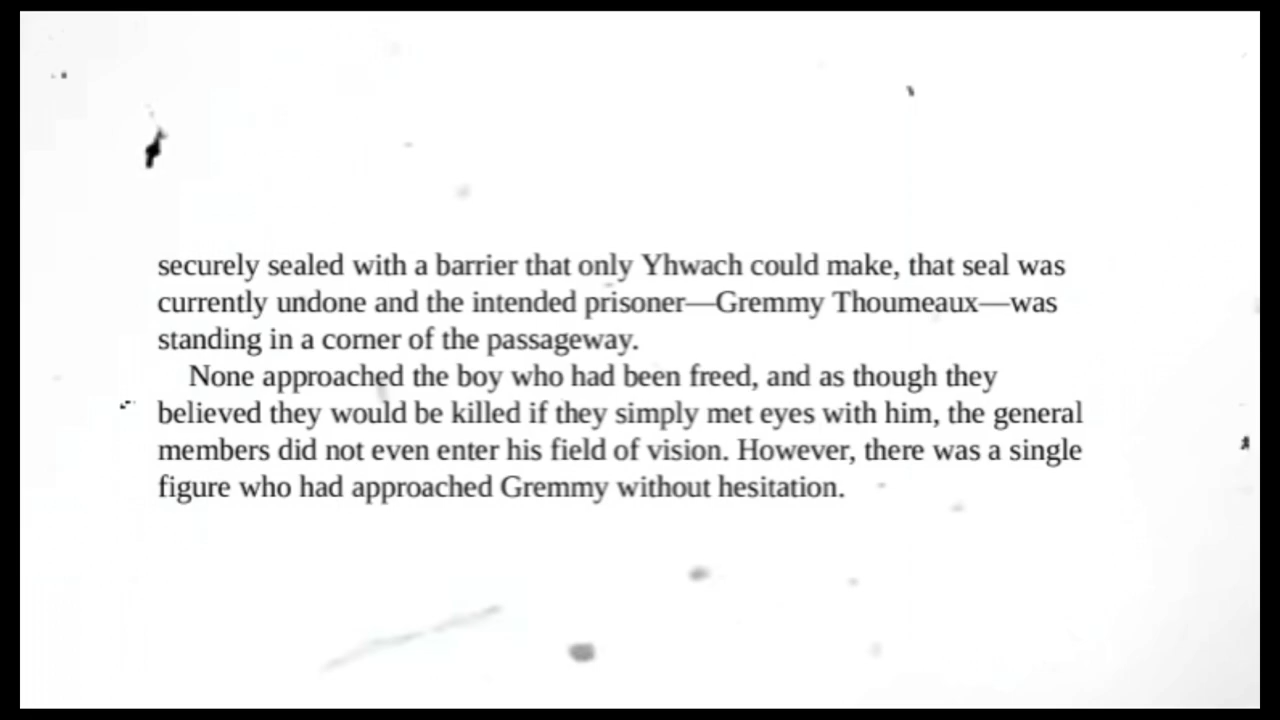 securely sealed with a barrier that only Yhwach could make, that seal was
currently undone and the intended prisoner—Gremmy Thoumeaux—was
standing in a corner of the passageway.
None approached the boy who had been freed, and as though they
believed they would be killed if they simply met eyes with him, the general
members did not even enter his field of vision. However, there was a single
figure who had approached Gremmy without hesitation.